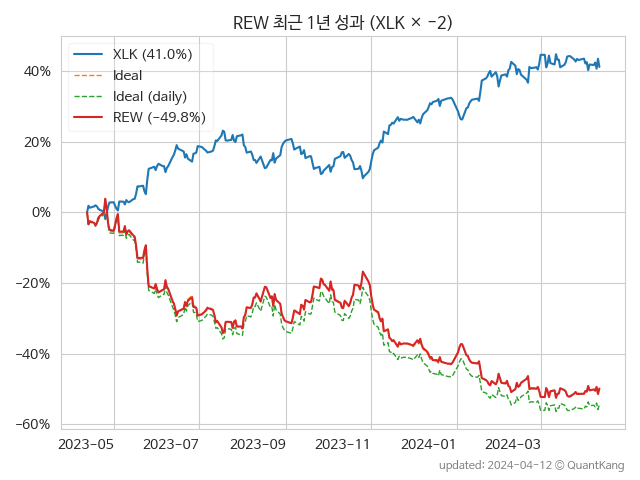 REW 최근 1년 성과 (XLK × −2)
XLK (41.0%)
Ideal
Ideal (daily)
REW (−49.8%)
40%
20%
0%
−20%
−40%
−60%
2023-05 2023-07 2023-09 2023-11 2024-01 2024-03
updated: 2024-04-12 © QuantKang